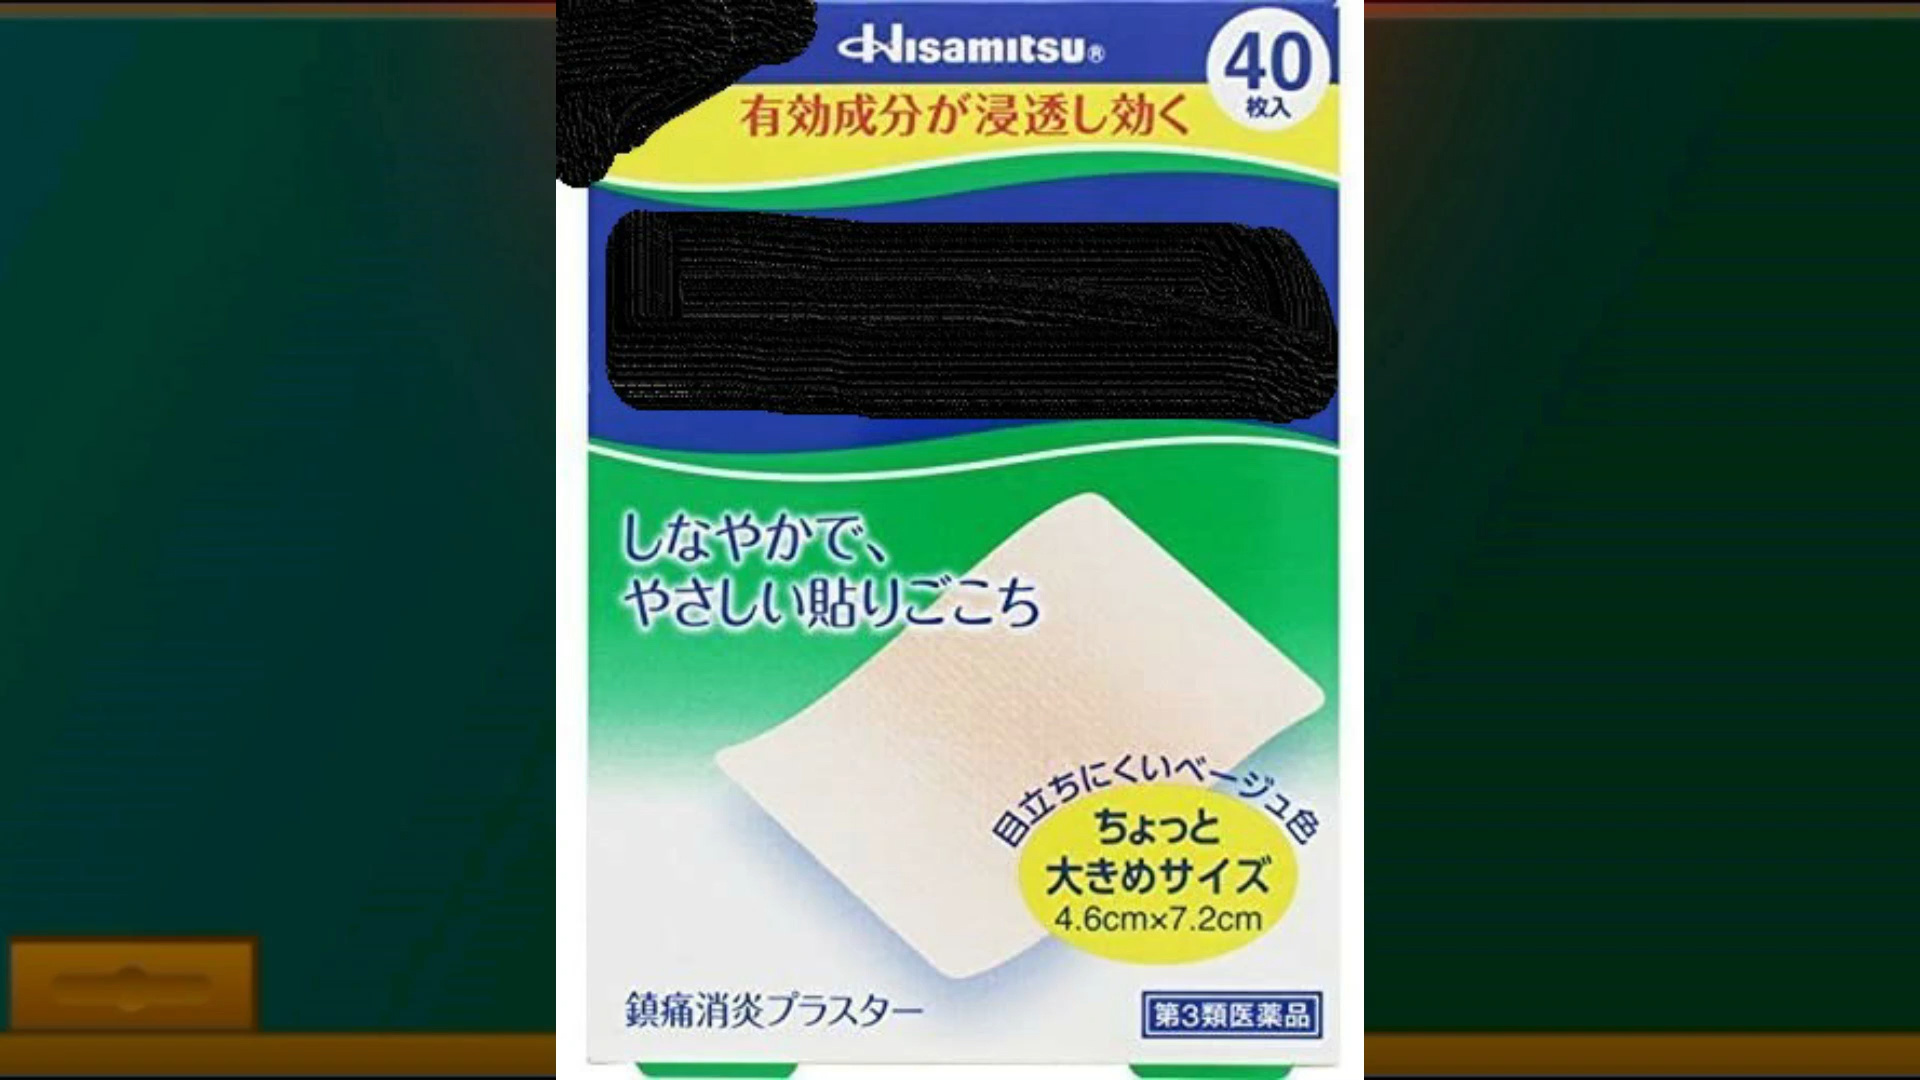 Hisamitsu®
40
枚入
有効成分が浸透し効く
しなやかで、
やさしい貼りごこち
目立ちにくいベージュ色
ちょっと
大きめサイズ
4.6cm×7.2cm
鎮痛消炎プラスター
第3類医薬品